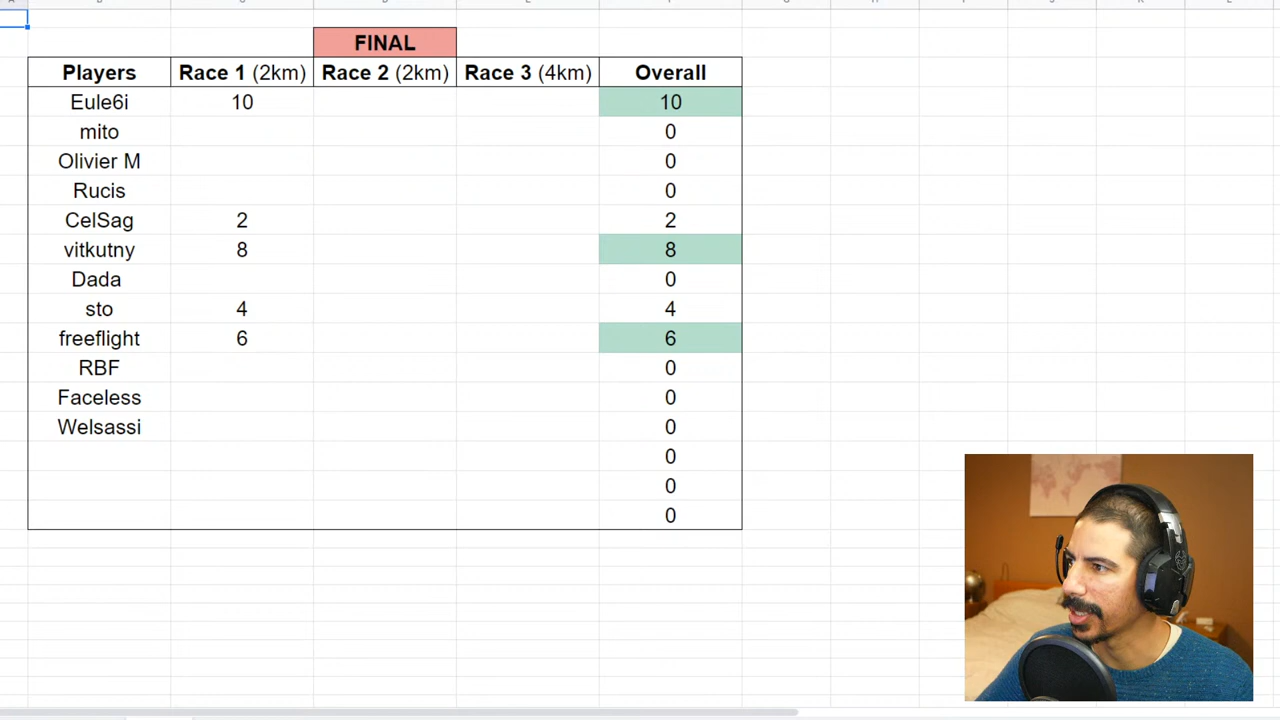 FINAL
Players Race 1 (2km) Race 2 (2km) Race 3 (4km) Overall
Eule6i 10 10
mito 0
Olivier M 0
Rucis 0
CelSag 2 2
vitkutny 8 8
Dada 0
sto 4 4
freeflight 6 6
RBF 0
Faceless 0
Welsassi 0
0
0
0